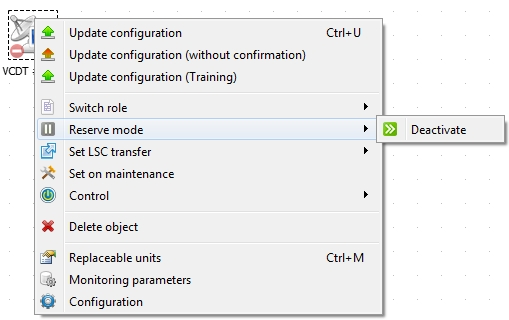 Update configuration Ctrl+U
Update configuration (without confirmation)
Update configuration (Training)
VCDT
Switch role
Reserve mode
Deactivate
Set LSC transfer
Set on maintenance
Control
Delete object
Replaceable units Ctrl+M
Monitoring parameters
Configuration